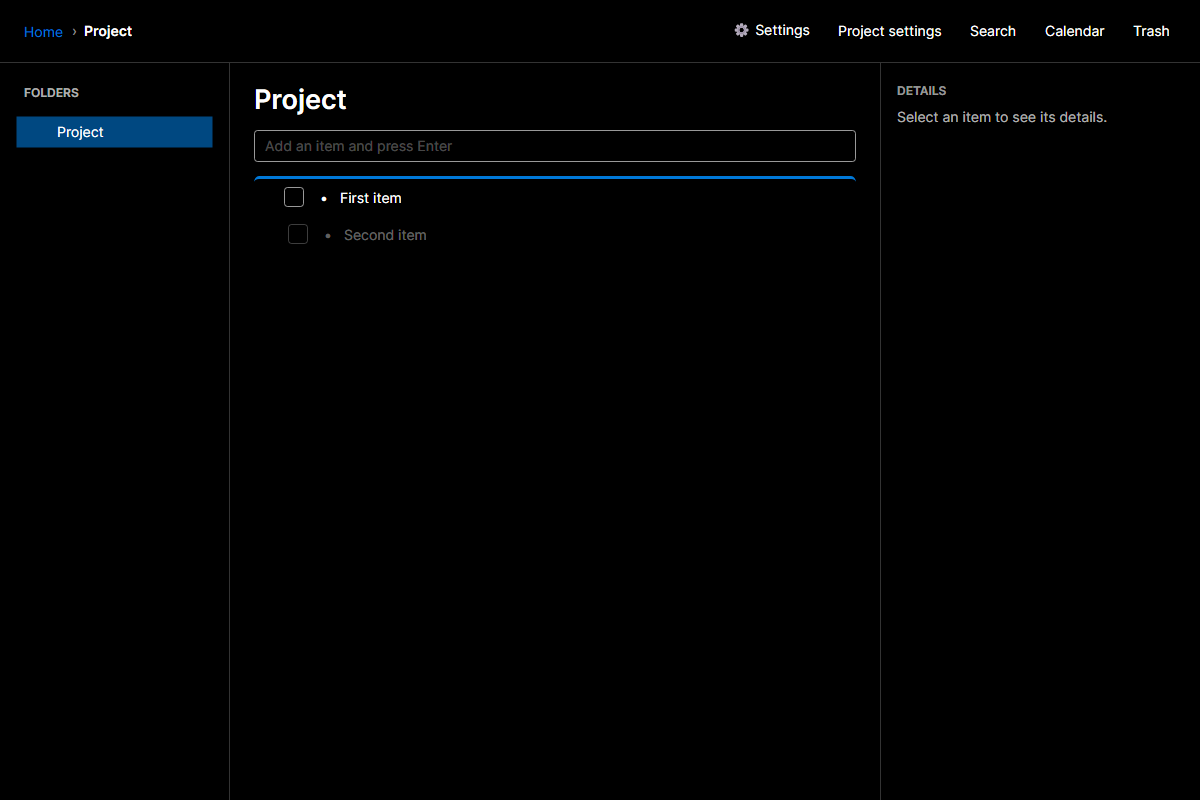 Home › Project
Settings
Project settings
Search
Calendar
Trash
FOLDERS
Project
Project
Add an item and press Enter
• First item
• Second item
DETAILS
Select an item to see its details.